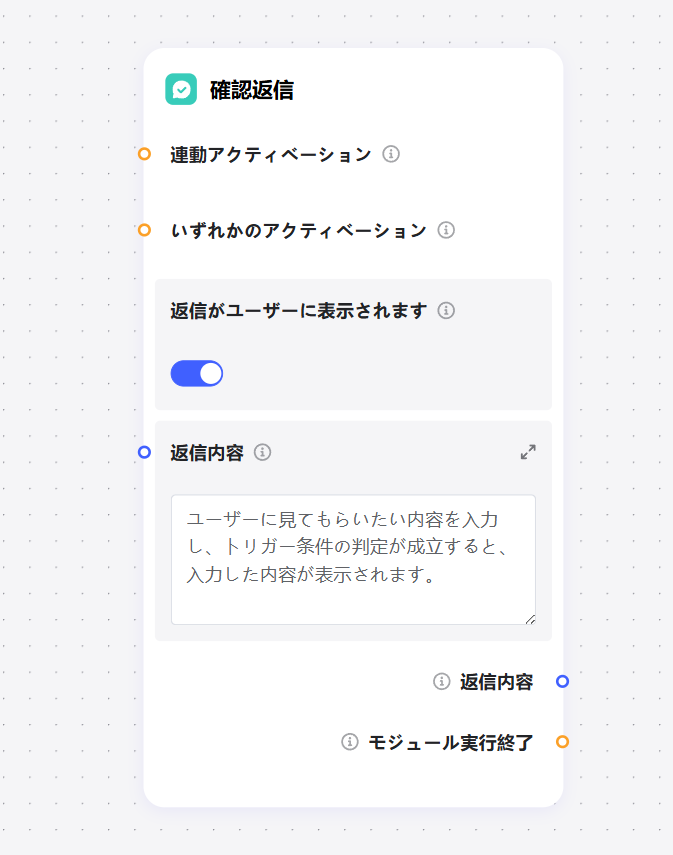 確認返信
連動アクティベーション
いずれかのアクティベーション
返信がユーザーに表示されます
返信内容
ユーザーに見てもらいたい内容を入力
し、トリガー条件の判定が成立すると、
入力した内容が表示されます。
返信内容
モジュール実行終了